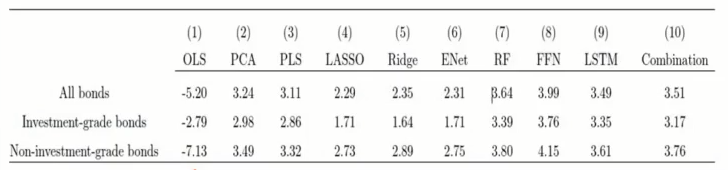 (1) (2) (3) (4) (5) (6) (7) (8) (9) (10)
OLS PCA PLS LASSO Ridge ENet RF FFN LSTM Combination
All bonds -5.20 3.24 3.11 2.29 2.35 2.31 3.64 3.99 3.49 3.51
Investment-grade bonds -2.79 2.98 2.86 1.71 1.64 1.71 3.39 3.76 3.35 3.17
Non-investment-grade bonds -7.13 3.49 3.32 2.73 2.89 2.75 3.80 4.15 3.61 3.76